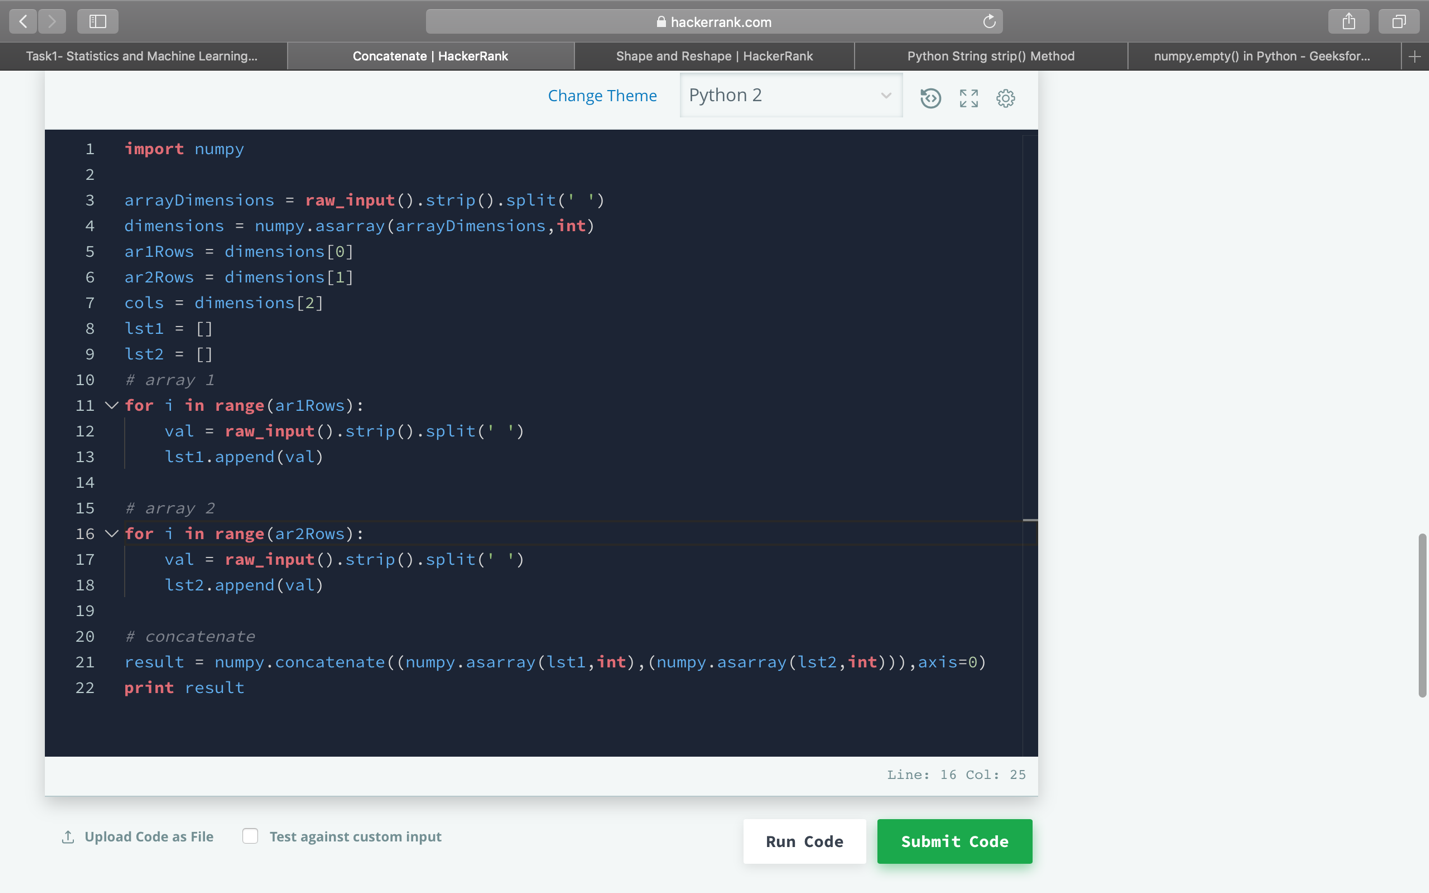 hackerrank.com
Task1- Statistics and Machine Learning...
Concatenate | HackerRank
Shape and Reshape | HackerRank
Python String strip() Method
numpy.empty() in Python - Geeksfor...
Change Theme
Python 2
1 import numpy
2
3 arrayDimensions = raw_input().strip().split(' ')
4 dimensions = numpy.asarray(arrayDimensions,int)
5 ar1Rows = dimensions[0]
6 ar2Rows = dimensions[1]
7 cols = dimensions[2]
8 lst1 = []
9 lst2 = []
10 # array 1
11 for i in range(ar1Rows):
12     val = raw_input().strip().split(' ')
13     lst1.append(val)
14
15 # array 2
16 for i in range(ar2Rows):
17     val = raw_input().strip().split(' ')
18     lst2.append(val)
19
20 # concatenate
21 result = numpy.concatenate((numpy.asarray(lst1,int),(numpy.asarray(lst2,int))),axis=0)
22 print result
Line: 16 Col: 25
Upload Code as File
Test against custom input
Run Code
Submit Code